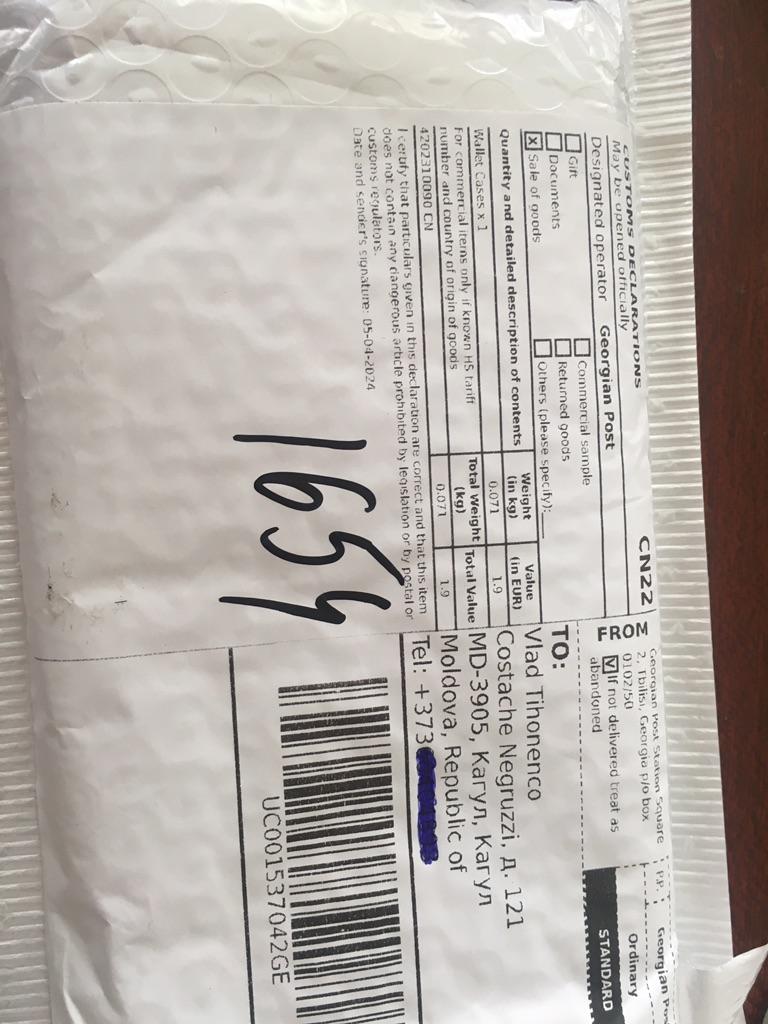 CUSTOMS DECLARATIONS
May be opened officially
CN22
Designated operator Georgian Post
Gift
Commercial sample
Documents
Returned goods
X Sale of goods
Others (please specify):
Quantity and detailed description of contents
Weight (in kg)
Value (in EUR)
Wallet Cases x 1
0.071
1.9
For commercial items only if known HS tariff
number and country of origin of goods
Total Weight (kg)
Total Value
4202310090 CN
0.071
1.9
I certify that particulars given in this declaration are correct and that this item
does not contain any dangerous article prohibited by legislation or by postal or
customs regulators.
Date and sender's signature: 05-04-2024
1654
FROM
Georgian Post Station Square
2, Tbilisi, Georgia p/o box
0102/50
V If not delivered treat as
abandoned
P.P.
Georgian Pos
Ordinary
STANDARD
TO:
Vlad Tihonenco
Costache Negruzzi, д. 121
MD-3905, Кагул, Кагул
Moldova, Republic of
Tel: +373
UC001537042GE